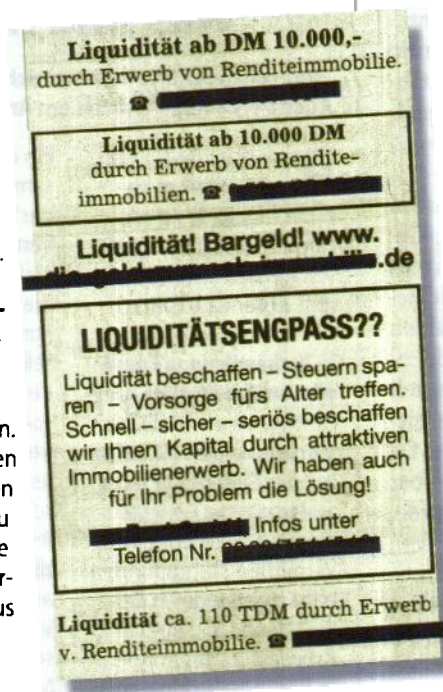 Liquidität ab DM 10.000,-
durch Erwerb von Renditeimmobilie.
☎
Liquidität ab 10.000 DM
durch Erwerb von Rendite-
immobilien. ☎
Liquidität! Bargeld! www.
.de
LIQUIDITÄTSENGPASS??
Liquidität beschaffen – Steuern spa-
ren – Vorsorge fürs Alter treffen.
Schnell – sicher – seriös beschaffen
wir Ihnen Kapital durch attraktiven
Immobilienerwerb. Wir haben auch
für Ihr Problem die Lösung!
Infos unter
Telefon Nr.
Liquidität ca. 110 TDM durch Erwerb
v. Renditeimmobilie. ☎